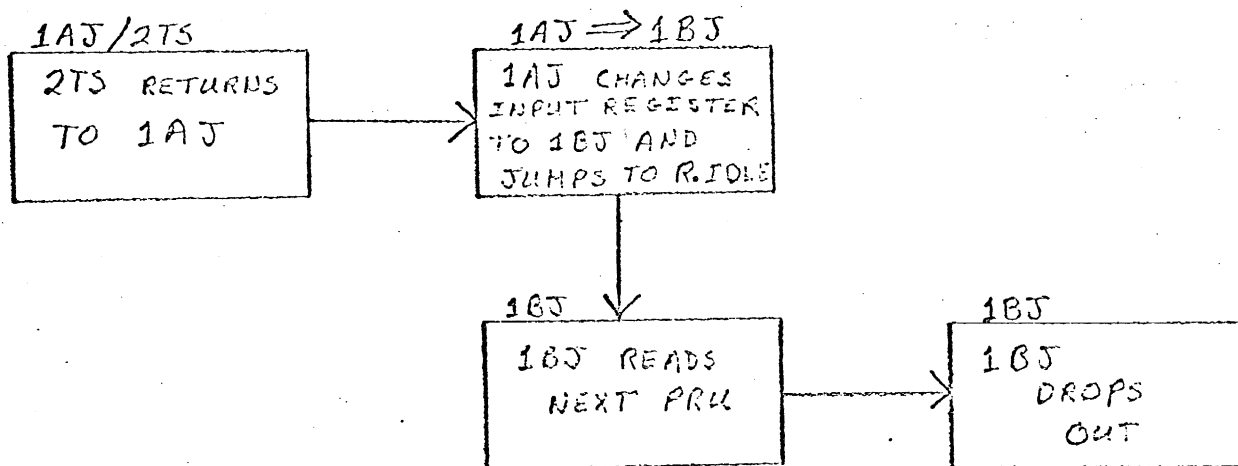 1AJ/2TS
2TS RETURNS
TO 1AJ
1AJ ⇒ 1BJ
1AJ CHANGES
INPUT REGISTER
TO 1BJ AND
JUMPS TO R.IDLE
1BJ
1BJ READS
NEXT PRU
1BJ
1BJ
DROPS
OUT